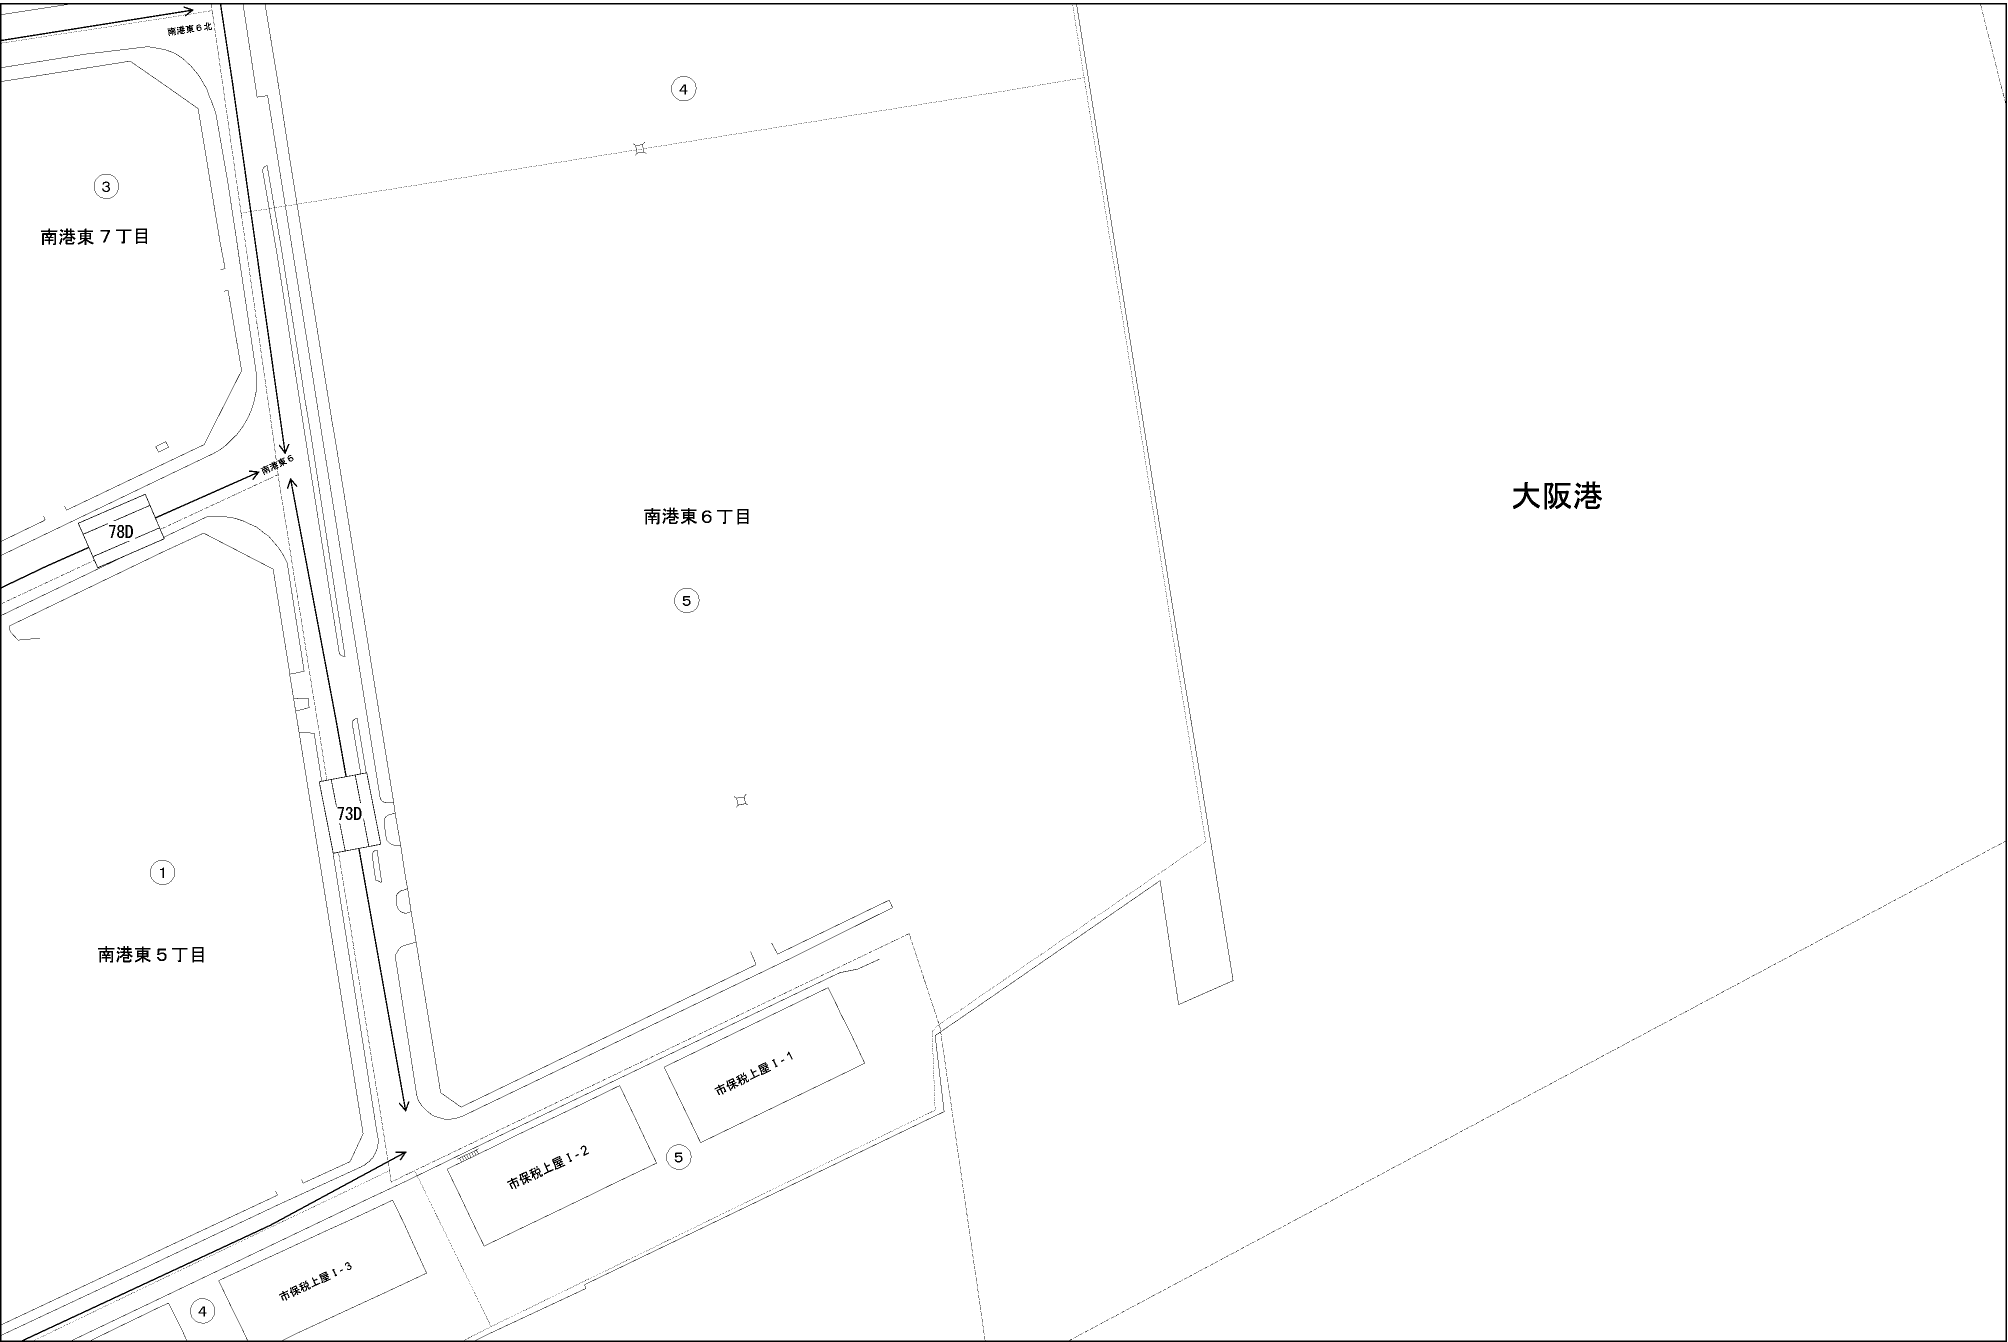 南港東６北
④
③
南港東７丁目
南港東６
大阪港
南港東６丁目
78D
⑤
73D
①
南港東５丁目
市保税上屋Ｉ-１
市保税上屋Ｉ-２
⑤
市保税上屋Ｉ-３
④